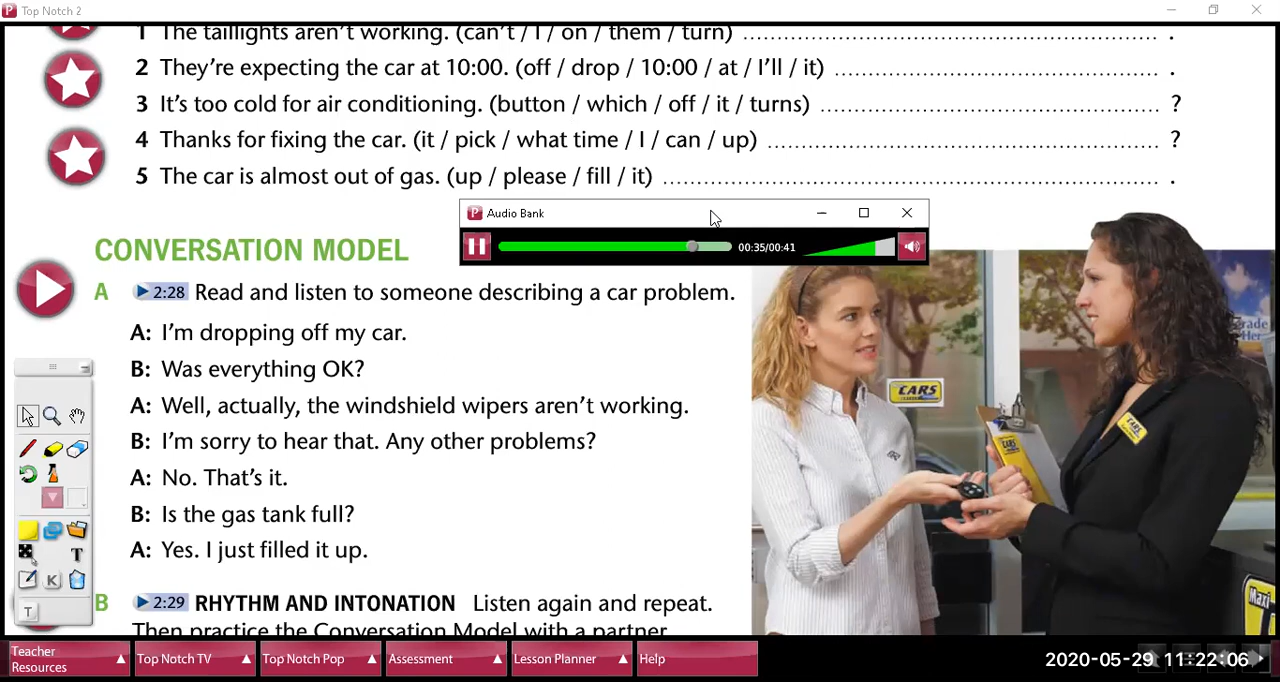 Top Notch 2
1 The taillights aren't working. (can't / I / on / them / turn) .
2 They're expecting the car at 10:00. (off / drop / 10:00 / at / I'll / it) .
3 It's too cold for air conditioning. (button / which / off / it / turns) ?
4 Thanks for fixing the car. (it / pick / what time / I / can / up) ?
5 The car is almost out of gas. (up / please / fill / it) .
Audio Bank
00:35/00:41
CONVERSATION MODEL
A 2:28 Read and listen to someone describing a car problem.
A: I'm dropping off my car.
B: Was everything OK?
A: Well, actually, the windshield wipers aren't working.
B: I'm sorry to hear that. Any other problems?
A: No. That's it.
B: Is the gas tank full?
A: Yes. I just filled it up.
B 2:29 RHYTHM AND INTONATION Listen again and repeat.
Then practice the Conversation Model with a partner
CARS
CARS
CARS
Maxi
T
K
T
Teacher Resources
Top Notch TV
Top Notch Pop
Assessment
Lesson Planner
Help
2020-05-29 11:22:06